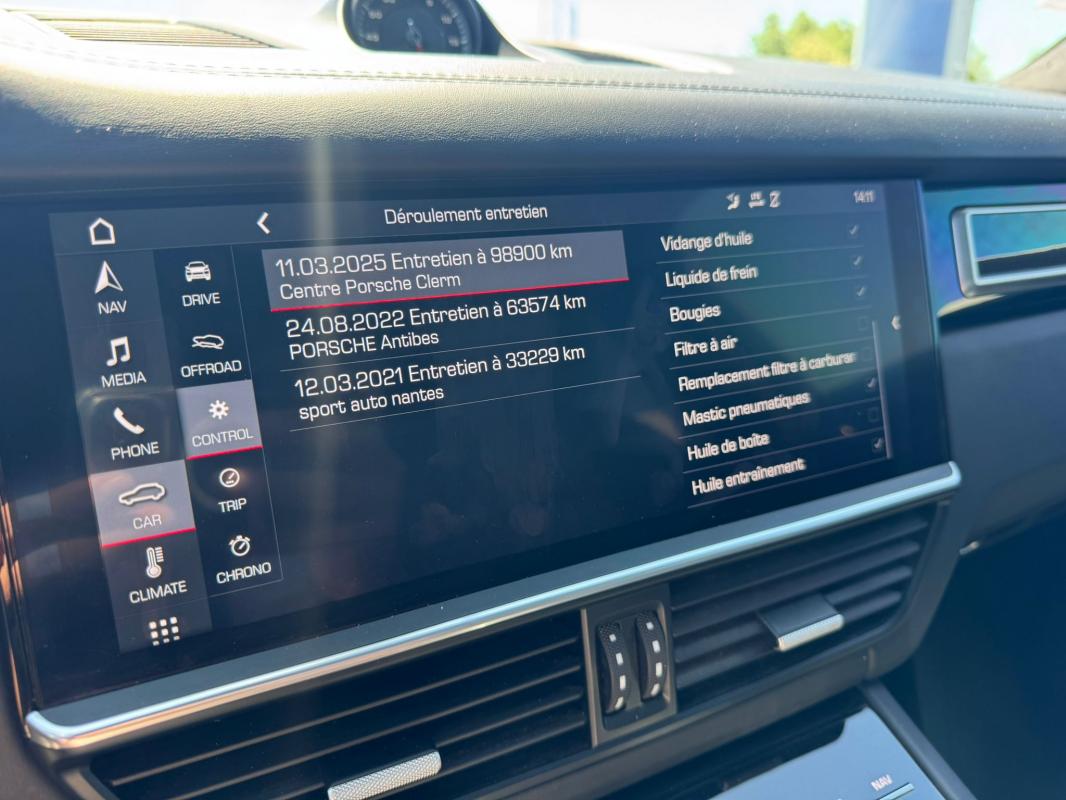 Déroulement entretien
LTE
14:11
NAV
MEDIA
PHONE
CAR
CLIMATE
DRIVE
OFFROAD
CONTROL
TRIP
CHRONO
11.03.2025 Entretien à 98900 km
Centre Porsche Clerm
24.08.2022 Entretien à 63574 km
PORSCHE Antibes
12.03.2021 Entretien à 33229 km
sport auto nantes
Vidange d'huile
Liquide de frein
Bougies
Filtre à air
Remplacement filtre à carburar
Mastic pneumatiques
Huile de boîte
Huile entraînement
NAV